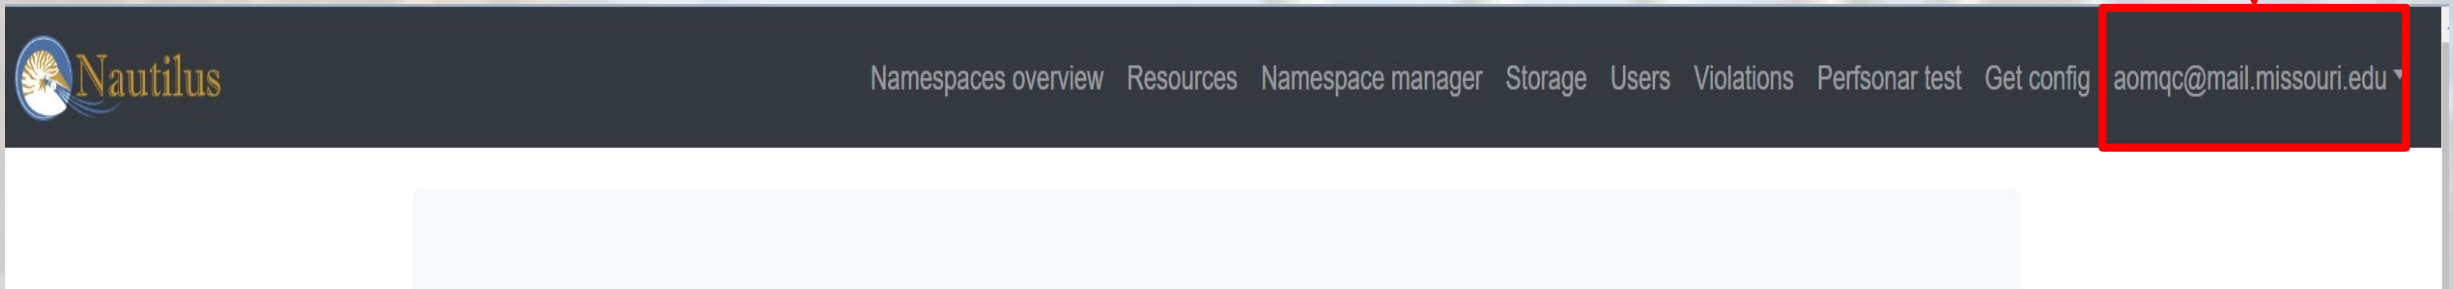 Nautilus Namespaces overview Resources Namespace manager Storage Users Violations Perfsonar test Get config aomqc@mail.missouri.edu